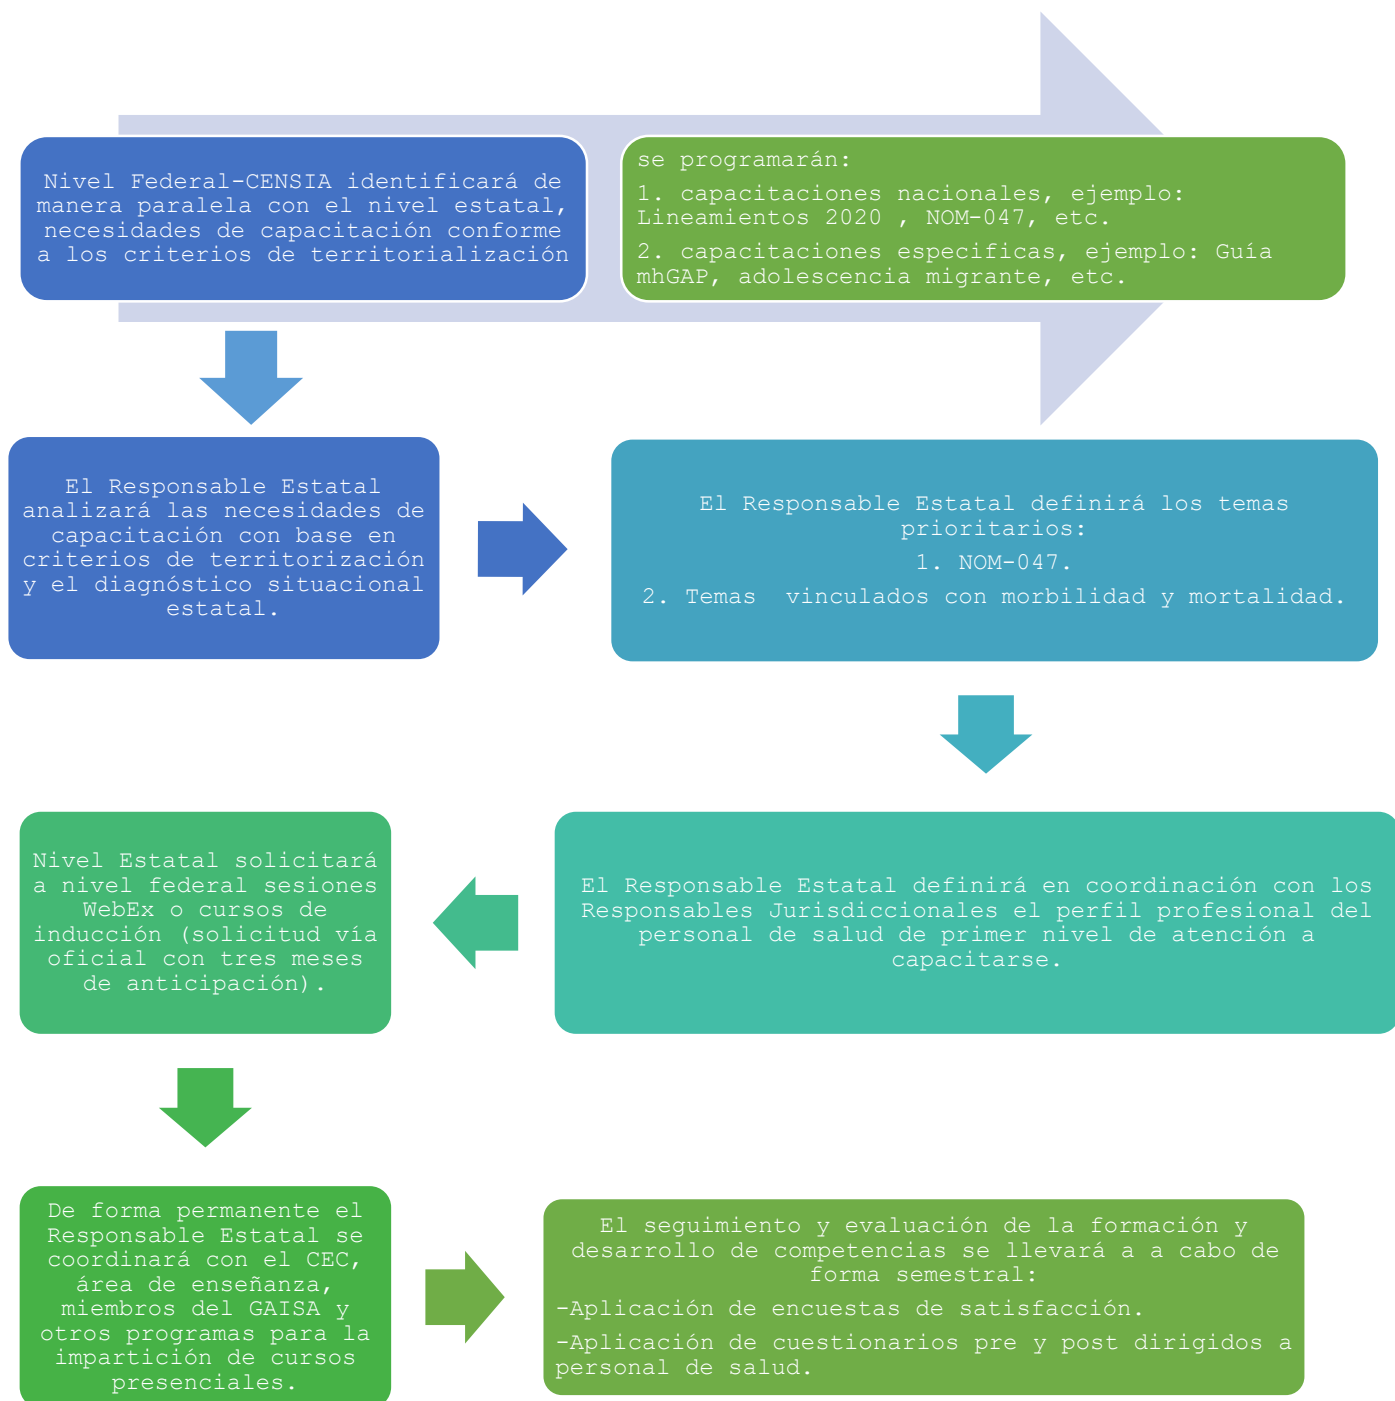 Nivel Federal-CENSIA identificará de
manera paralela con el nivel estatal,
necesidades de capacitación conforme
a los criterios de territorialización
se programarán:
1. capacitaciones nacionales, ejemplo:
Lineamientos 2020 , NOM-047, etc.
2. capacitaciones especificas, ejemplo: Guía
mhGAP, adolescencia migrante, etc.
El Responsable Estatal
analizará las necesidades de
capacitación con base en
criterios de territorización
y el diagnóstico situacional
estatal.
El Responsable Estatal definirá los temas
prioritarios:
1. NOM-047.
2. Temas  vinculados con morbilidad y mortalidad.
El Responsable Estatal definirá en coordinación con los
Responsables Jurisdiccionales el perfil profesional del
personal de salud de primer nivel de atención a
capacitarse.
Nivel Estatal solicitará
a nivel federal sesiones
WebEx o cursos de
inducción (solicitud vía
oficial con tres meses
de anticipación).
De forma permanente el
Responsable Estatal se
coordinará con el CEC,
área de enseñanza,
miembros del GAISA y
otros programas para la
impartición de cursos
presenciales.
El seguimiento y evaluación de la formación y
desarrollo de competencias se llevará a a cabo de
forma semestral:
-Aplicación de encuestas de satisfacción.
-Aplicación de cuestionarios pre y post dirigidos a
personal de salud.